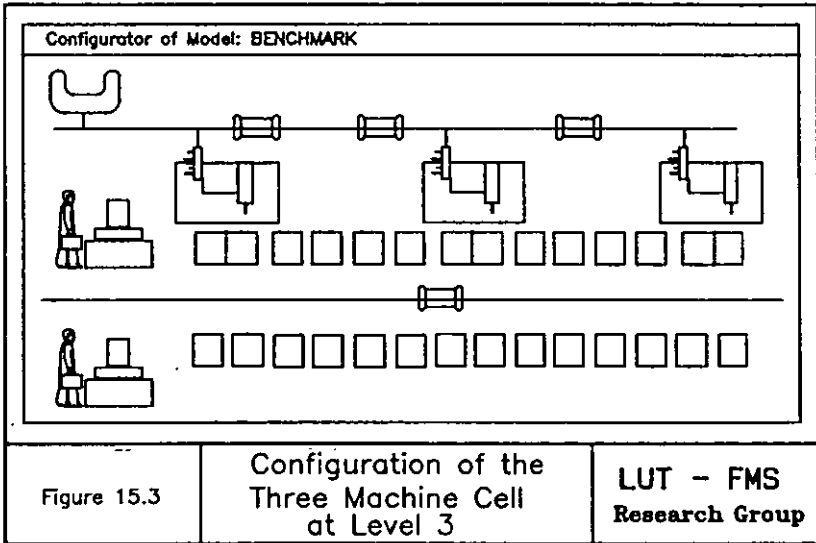 Configurator of Model: BENCHMARK
Figure 15.3
Configuration of the
Three Machine Cell
at Level 3
LUT - FMS
Research Group